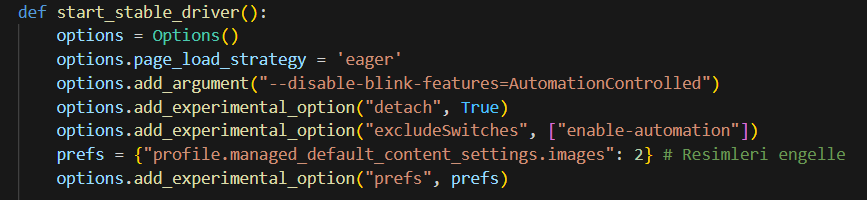 def start_stable_driver():
    options = Options()
    options.page_load_strategy = 'eager'
    options.add_argument("--disable-blink-features=AutomationControlled")
    options.add_experimental_option("detach", True)
    options.add_experimental_option("excludeSwitches", ["enable-automation"])
    prefs = {"profile.managed_default_content_settings.images": 2} # Resimleri engelle
    options.add_experimental_option("prefs", prefs)